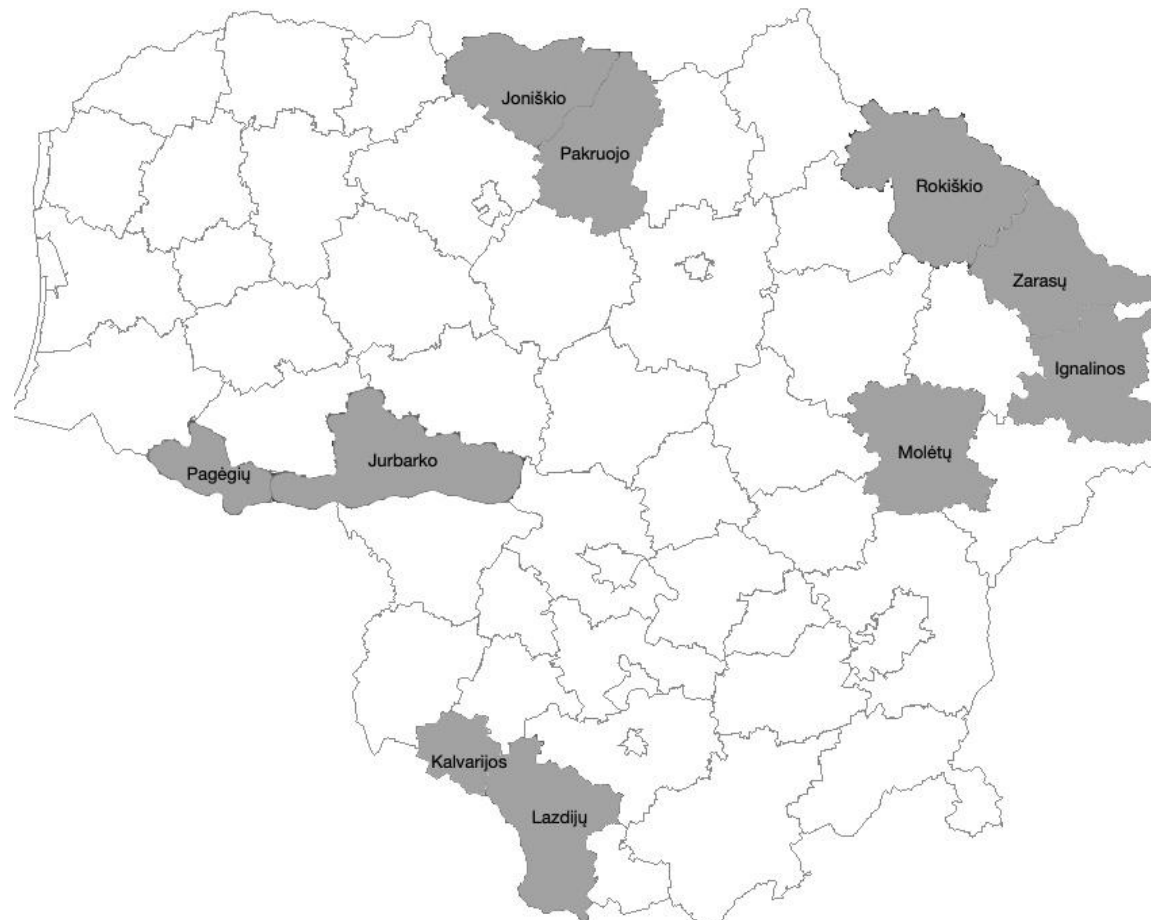 Joniškio
Pakruojo
Rokiškio
Zarasų
Ignalinos
Molėtų
Pagėgių
Jurbarko
Kalvarijos
Lazdijų